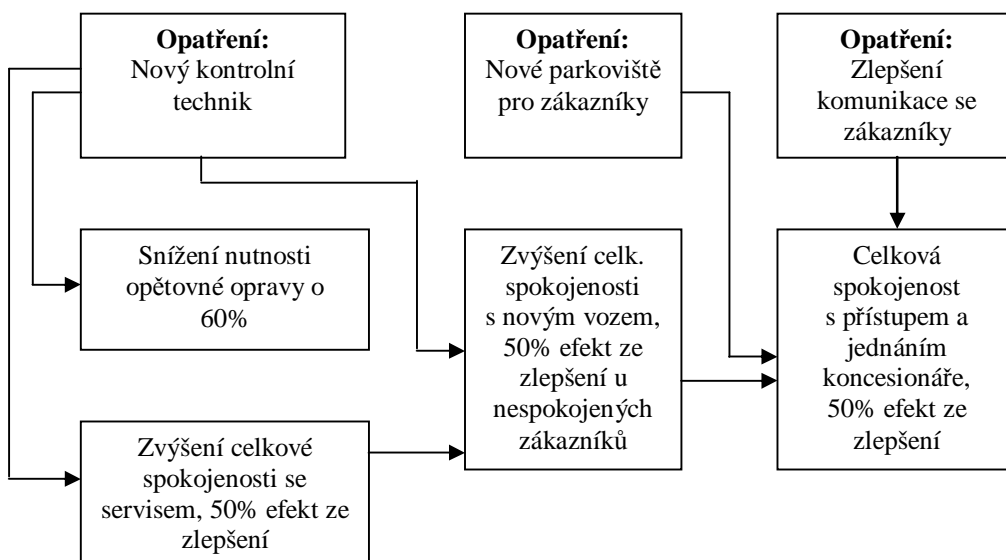 Opatření:
Nový kontrolní
technik
Opatření:
Nové parkoviště
pro zákazníky
Opatření:
Zlepšení
komunikace se
zákazníky
Snížení nutnosti
opětovné opravy o
60%
Zvýšení celk.
spokojenosti
s novým vozem,
50% efekt ze
zlepšení u
nespokojených
zákazníků
Celková
spokojenost
s přístupem a
jednáním
koncesionáře,
50% efekt ze
zlepšení
Zvýšení celkové
spokojenosti se
servisem, 50% efekt ze
zlepšení